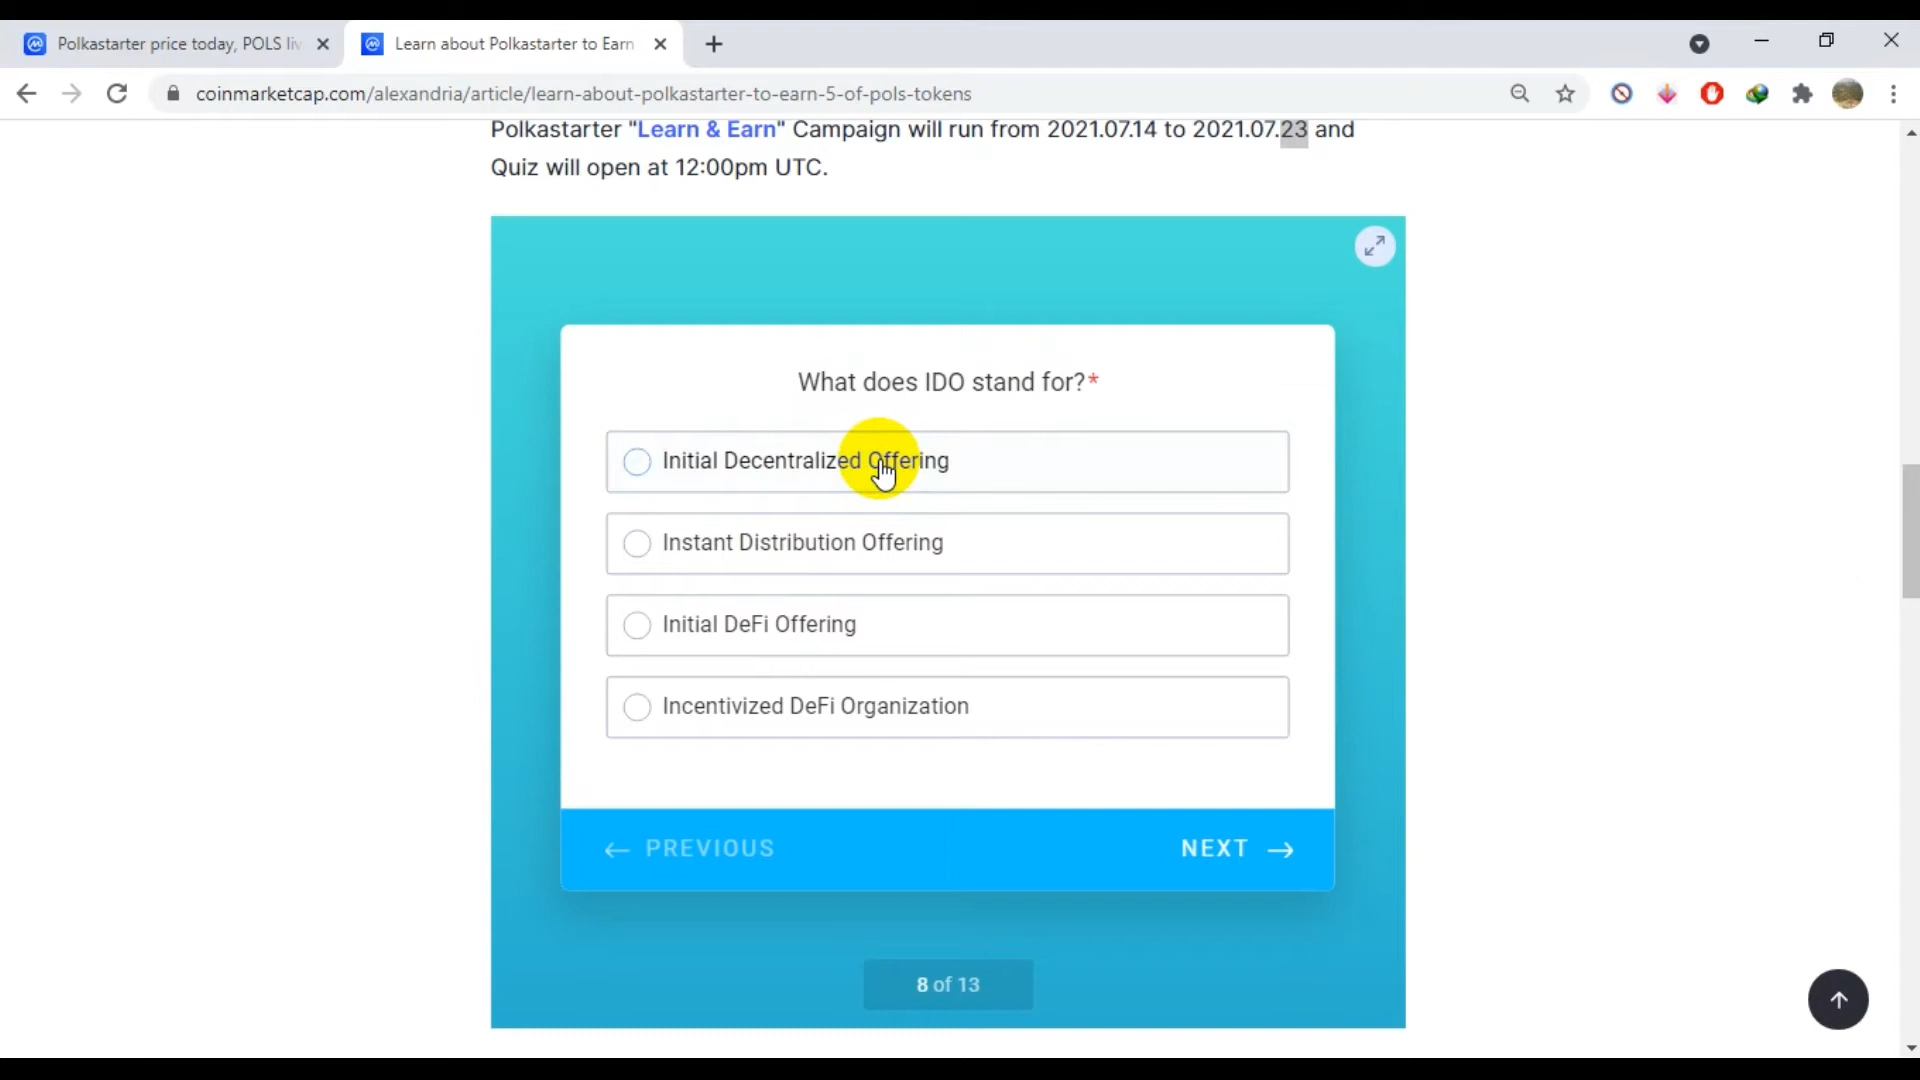 Polkastarter price today, POLS liv
Learn about Polkastarter to Earn
coinmarketcap.com/alexandria/article/learn-about-polkastarter-to-earn-5-of-pols-tokens
Polkastarter "Learn & Earn" Campaign will run from 2021.07.14 to 2021.07.23 and
Quiz will open at 12:00pm UTC.
What does IDO stand for?*
Initial Decentralized Offering
Instant Distribution Offering
Initial DeFi Offering
Incentivized DeFi Organization
← PREVIOUS
NEXT →
8 of 13